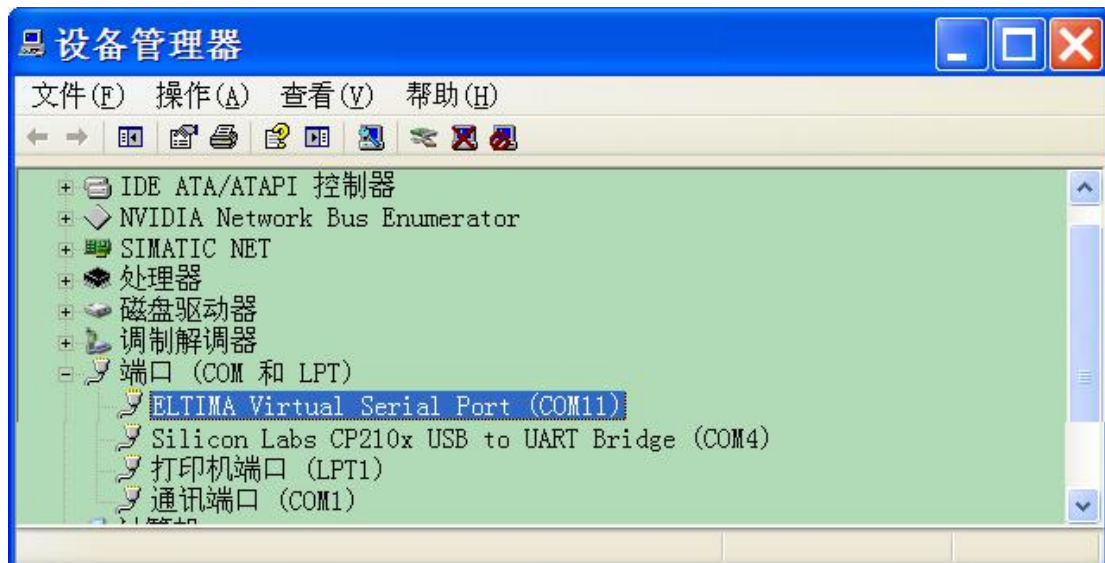 设备管理器
文件(F) 操作(A) 查看(V) 帮助(H)
IDE ATA/ATAPI 控制器
NVIDIA Network Bus Enumerator
SIMATIC NET
处理器
磁盘驱动器
调制解调器
端口 (COM 和 LPT)
ELTIMA Virtual Serial Port (COM11)
Silicon Labs CP210x USB to UART Bridge (COM4)
打印机端口 (LPT1)
通讯端口 (COM1)